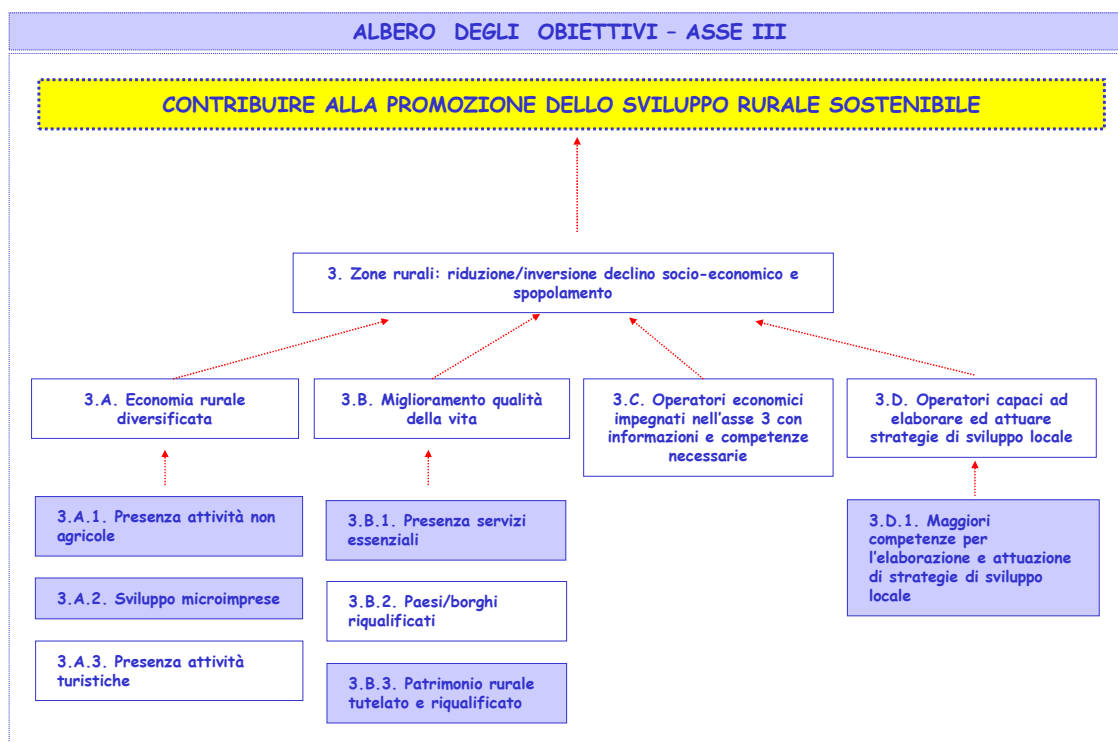 ALBERO DEGLI OBIETTIVI – ASSE III
CONTRIBUIRE ALLA PROMOZIONE DELLO SVILUPPO RURALE SOSTENIBILE
3. Zone rurali: riduzione/inversione declino socio-economico e
spopolamento
3.A. Economia rurale
diversificata
3.B. Miglioramento qualità
della vita
3.C. Operatori economici
impegnati nell'asse 3 con
informazioni e competenze
necessarie
3.D. Operatori capaci ad
elaborare ed attuare
strategie di sviluppo locale
3.A.1. Presenza attività non
agricole
3.A.2. Sviluppo microimprese
3.A.3. Presenza attività
turistiche
3.B.1. Presenza servizi
essenziali
3.B.2. Paesi/borghi
riqualificati
3.B.3. Patrimonio rurale
tutelato e riqualificato
3.D.1. Maggiori
competenze per
l'elaborazione e attuazione
di strategie di sviluppo
locale